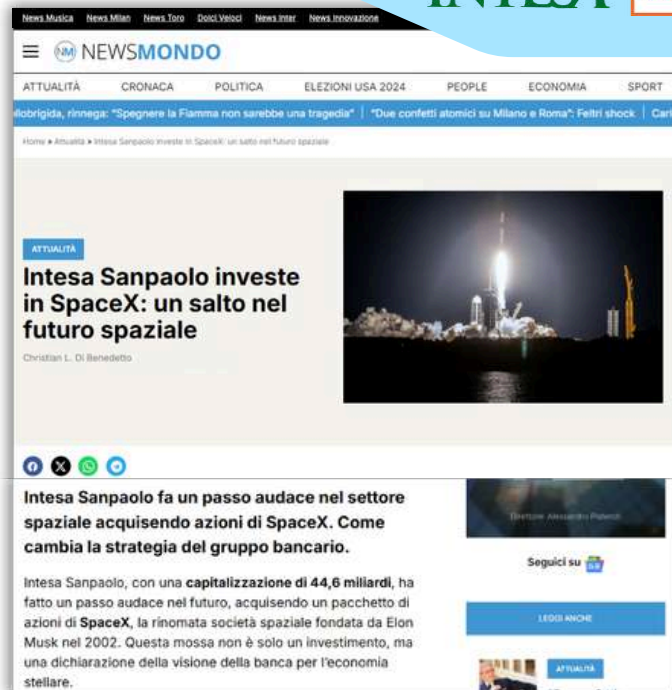 INTESA
News Musica News Milan News Toro Dolci Veloci News Inter News Innovazione
NM NEWSMONDO
ATTUALITÀ CRONACA POLITICA ELEZIONI USA 2024 PEOPLE ECONOMIA SPORT
llobrigida, rinnega: "Spegnere la Fiamma non sarebbe una tragedia" | "Due confetti atomici su Milano e Roma": Feltri shock | Cari
Home ▸ Attualità ▸ Intesa Sanpaolo investe in SpaceX: un salto nel futuro spaziale
ATTUALITÀ
Intesa Sanpaolo investe
in SpaceX: un salto nel
futuro spaziale
Christian L. Di Benedetto
Intesa Sanpaolo fa un passo audace nel settore
spaziale acquisendo azioni di SpaceX. Come
cambia la strategia del gruppo bancario.
Intesa Sanpaolo, con una capitalizzazione di 44,6 miliardi, ha
fatto un passo audace nel futuro, acquisendo un pacchetto di
azioni di SpaceX, la rinomata società spaziale fondata da Elon
Musk nel 2002. Questa mossa non è solo un investimento, ma
una dichiarazione della visione della banca per l'economia
stellare.
Direttore Alessandro
Seguici su
LEGGI ANCHE
ATTUALITÀ